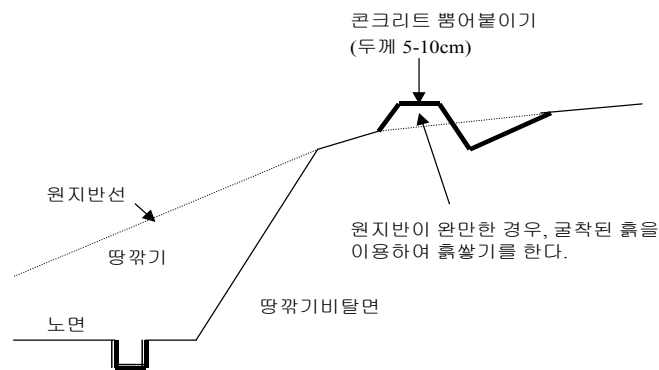 콘크리트 뿜어붙이기
(두께 5-10cm)
원지반선
원지반이 완만한 경우, 굴착된 흙을
이용하여 흙쌓기를 한다.
땅깎기
땅깎기비탈면
노면